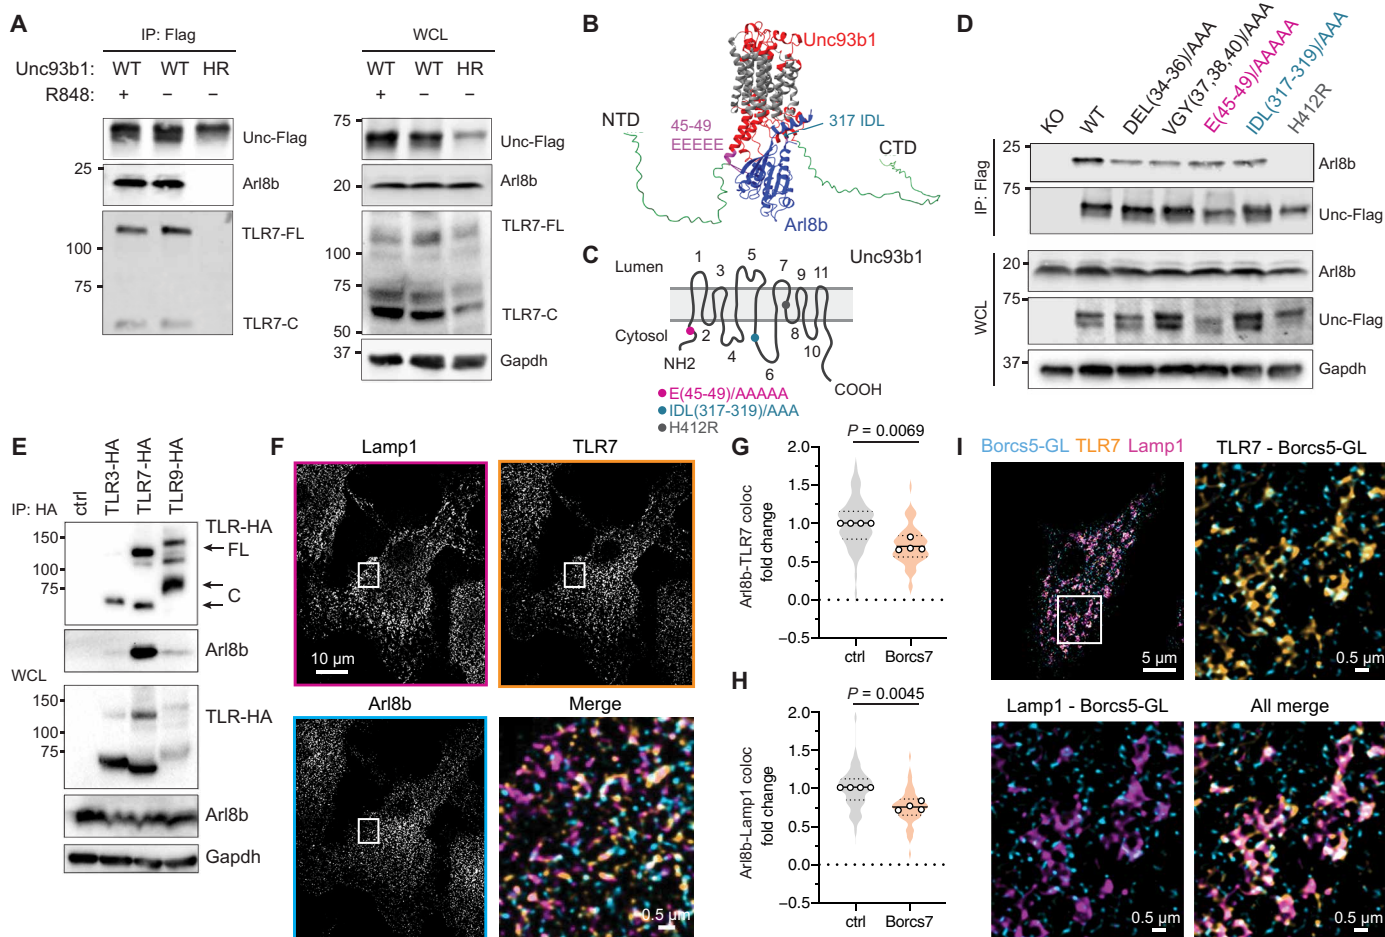 A
IP: Flag
WCL
Unc93b1: WT WT HR
WT WT HR
R848: + − −
+ − −
Unc-Flag
25
Arl8b
TLR7-FL
100
75
TLR7-C
75
Unc-Flag
20
Arl8b
TLR7-FL
100
75
TLR7-C
50
37
Gapdh
B
Unc93b1
NTD
45-49
EEEEE
317 IDL
CTD
Arl8b
C
Unc93b1
Lumen
1 3 5 7 9 11
Cytosol
2 4 6 8 10
NH2
COOH
E(45-49)/AAAAA
IDL(317-319)/AAA
H412R
D
KO
WT
DEL(34-36)/AAA
VGY(37,38,40)/AAA
E(45-49)/AAAAA
IDL(317-319)/AAA
H412R
IP: Flag
25
Arl8b
75
Unc-Flag
WCL
20
Arl8b
75
Unc-Flag
37
Gapdh
E
ctrl
TLR3-HA
TLR7-HA
TLR9-HA
IP: HA
150
100
75
TLR-HA
FL
C
Arl8b
WCL
150
100
75
TLR-HA
Arl8b
Gapdh
F
Lamp1
TLR7
10 µm
Arl8b
Merge
0.5 µm
G
P = 0.0069
Arl8b-TLR7 coloc
fold change
2.0
1.5
1.0
0.5
0.0
−0.5
ctrl Borcs7
H
P = 0.0045
Arl8b-Lamp1 coloc
fold change
2.0
1.5
1.0
0.5
0.0
−0.5
ctrl Borcs7
I
Borcs5-GL TLR7 Lamp1
TLR7 - Borcs5-GL
5 µm
0.5 µm
Lamp1 - Borcs5-GL
All merge
0.5 µm
0.5 µm